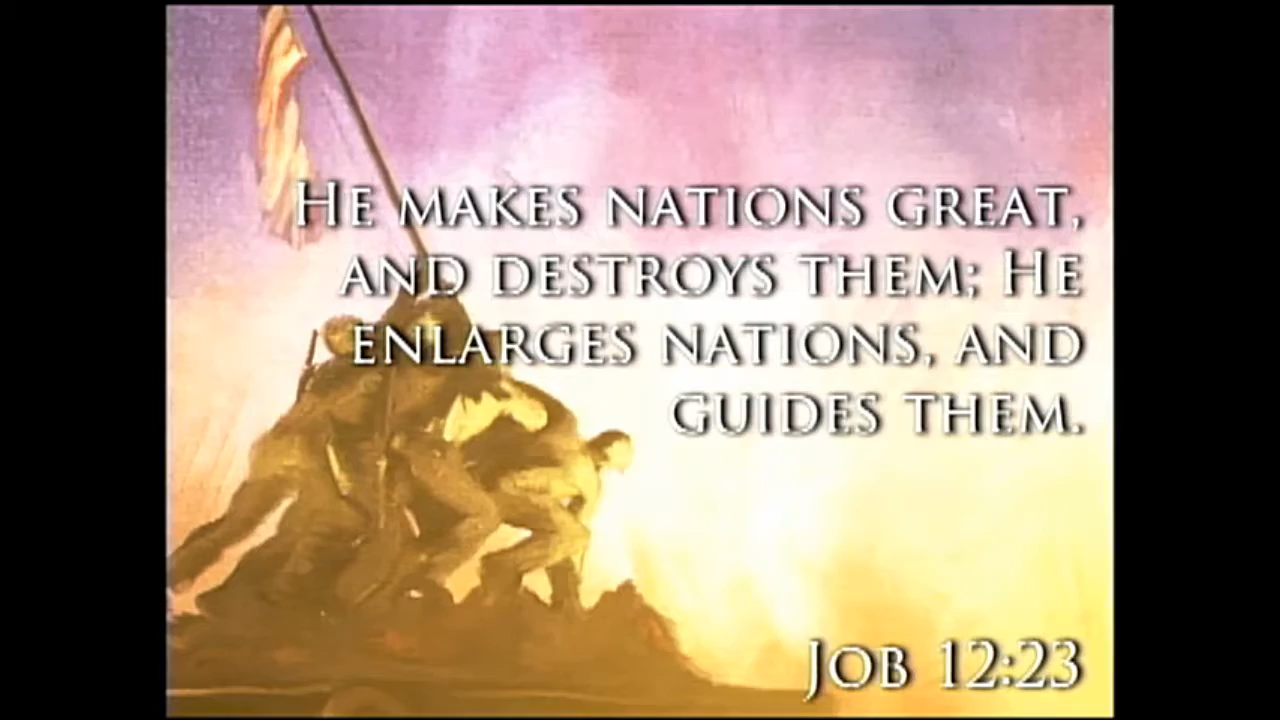 He makes nations great,
and destroys them; He
enlarges nations, and
guides them.
Job 12:23